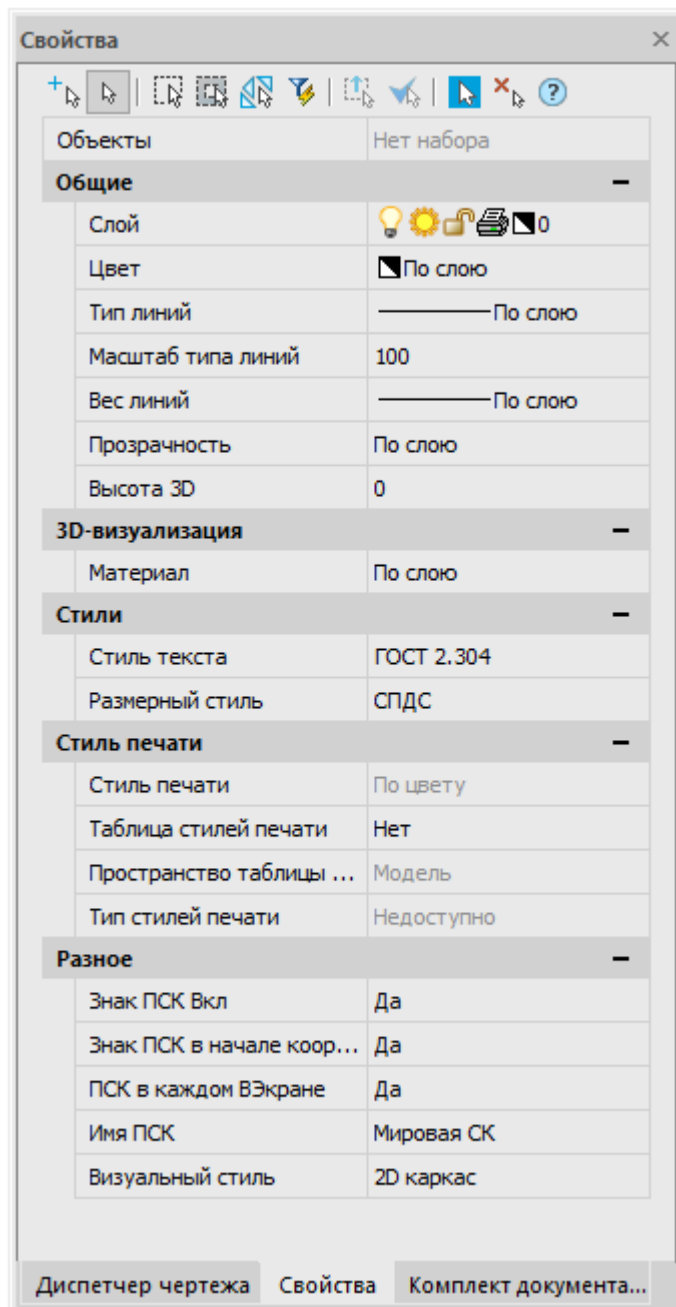 Свойства
Объекты Нет набора
Общие
Слой 0
Цвет По слою
Тип линий По слою
Масштаб типа линий 100
Вес линий По слою
Прозрачность По слою
Высота 3D 0
3D-визуализация
Материал По слою
Стили
Стиль текста ГОСТ 2.304
Размерный стиль СПДС
Стиль печати
Стиль печати По цвету
Таблица стилей печати Нет
Пространство таблицы ... Модель
Тип стилей печати Недоступно
Разное
Знак ПСК Вкл Да
Знак ПСК в начале коор... Да
ПСК в каждом ВЭкране Да
Имя ПСК Мировая СК
Визуальный стиль 2D каркас
Диспетчер чертежа Свойства Комплект документа...